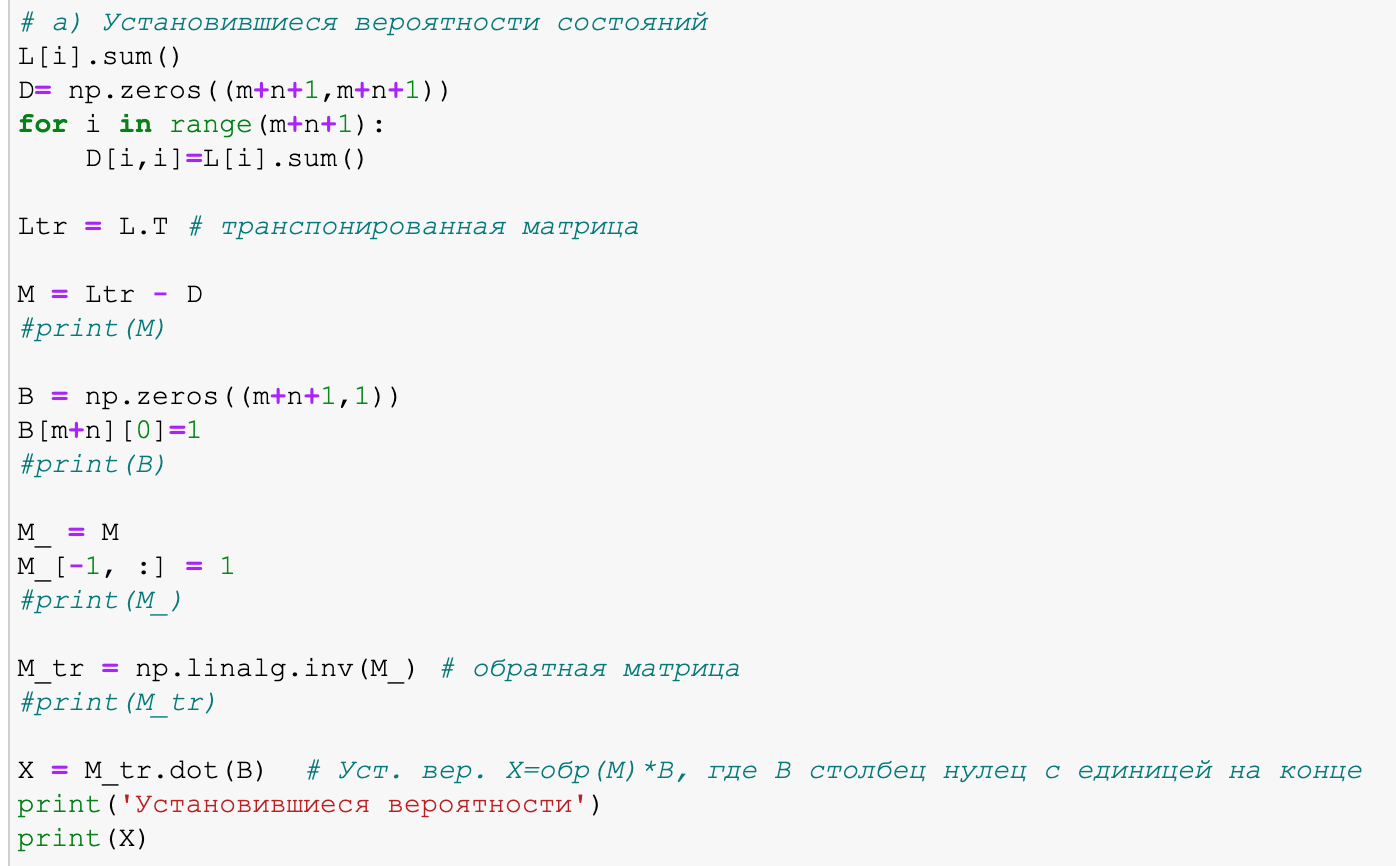 # а) Установившиеся вероятности состояний
L[i].sum()
D= np.zeros((m+n+1,m+n+1))
for i in range(m+n+1):
    D[i,i]=L[i].sum()
Ltr = L.T # транспонированная матрица
M = Ltr - D
#print(M)
B = np.zeros((m+n+1,1))
B[m+n][0]=1
#print(B)
M_ = M
M_[-1, :] = 1
#print(M_)
M_tr = np.linalg.inv(M_) # обратная матрица
#print(M_tr)
X = M_tr.dot(B)  # Уст. вер. X=обр(M)*B, где B столбец нулец с единицей на конце
print('Установившиеся вероятности')
print(X)